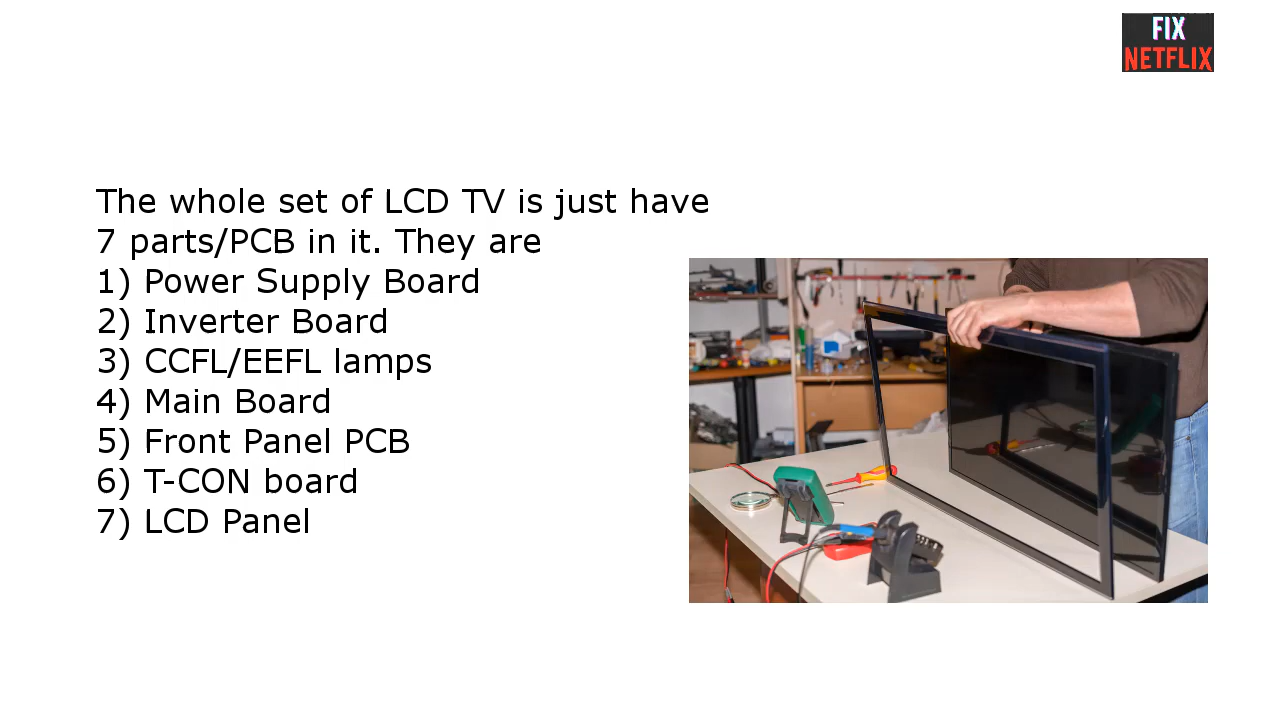 FIX
NETFLIX
The whole set of LCD TV is just have
7 parts/PCB in it. They are
1) Power Supply Board
2) Inverter Board
3) CCFL/EEFL lamps
4) Main Board
5) Front Panel PCB
6) T-CON board
7) LCD Panel